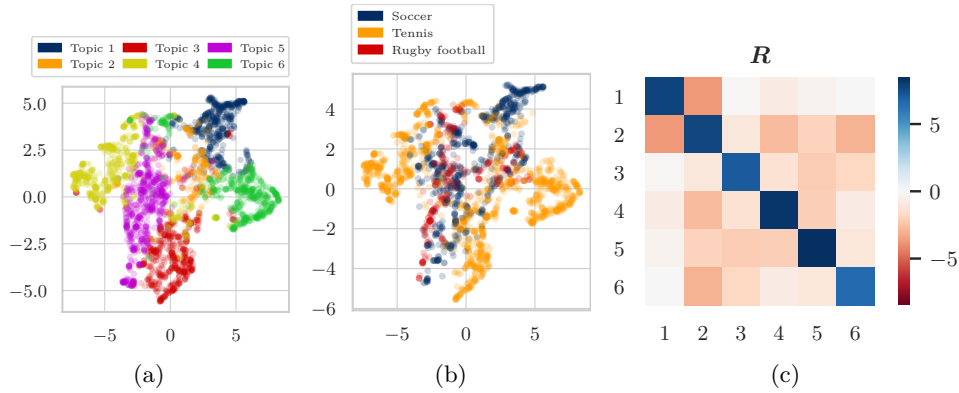 Topic 1 Topic 3 Topic 5
Topic 2 Topic 4 Topic 6
5.0
2.5
0.0
−2.5
−5.0
−5 0 5
(a)
Soccer
Tennis
Rugby football
4
2
0
−2
−4
−6
−5 0 5
(b)
R
1
2
3
4
5
6
1 2 3 4 5 6
5
0
−5
(c)